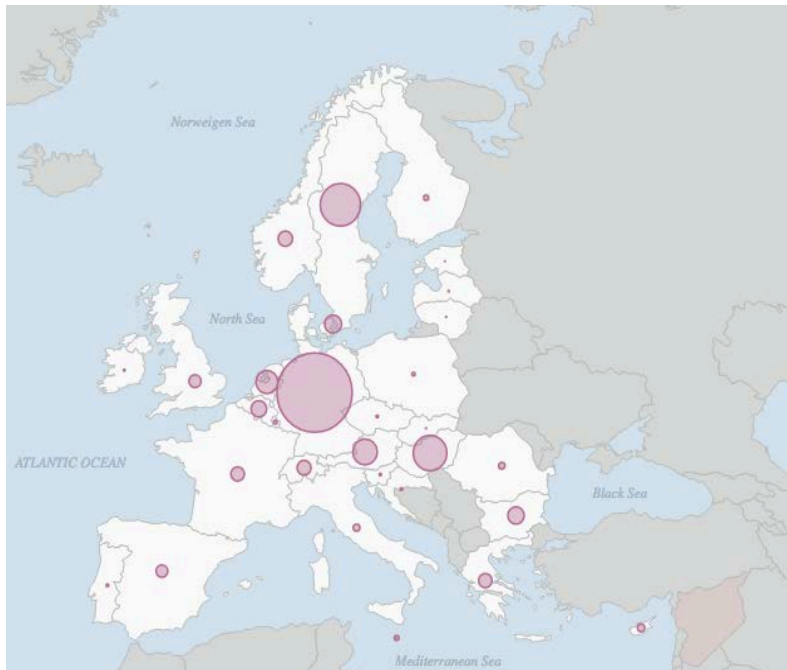 Norweigen Sea
North Sea
ATLANTIC OCEAN
Black Sea
Mediterranean Sea